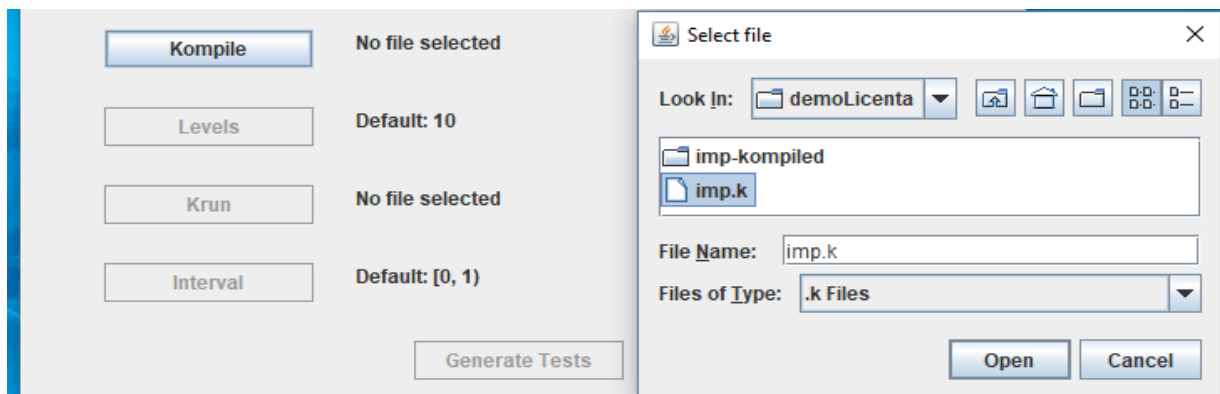 Kompile
No file selected
Levels
Default: 10
Krun
No file selected
Interval
Default: [0, 1)
Generate Tests
Select file
Look In:
demoLicenta
imp-kompiled
imp.k
File Name:
imp.k
Files of Type:
.k Files
Open
Cancel